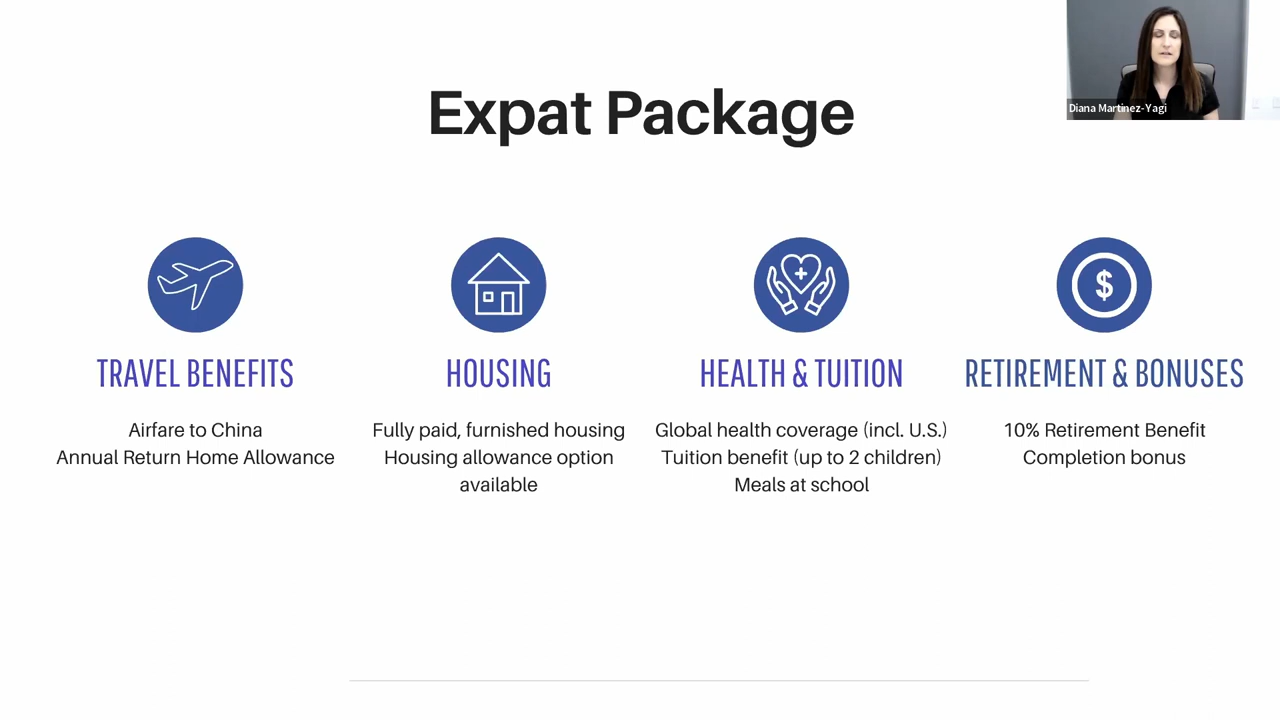 Diana Martinez-Yagi
Expat Package
$
TRAVEL BENEFITS
Airfare to China
Annual Return Home Allowance
HOUSING
Fully paid, furnished housing
Housing allowance option
available
HEALTH & TUITION
Global health coverage (incl. U.S.)
Tuition benefit (up to 2 children)
Meals at school
RETIREMENT & BONUSES
10% Retirement Benefit
Completion bonus